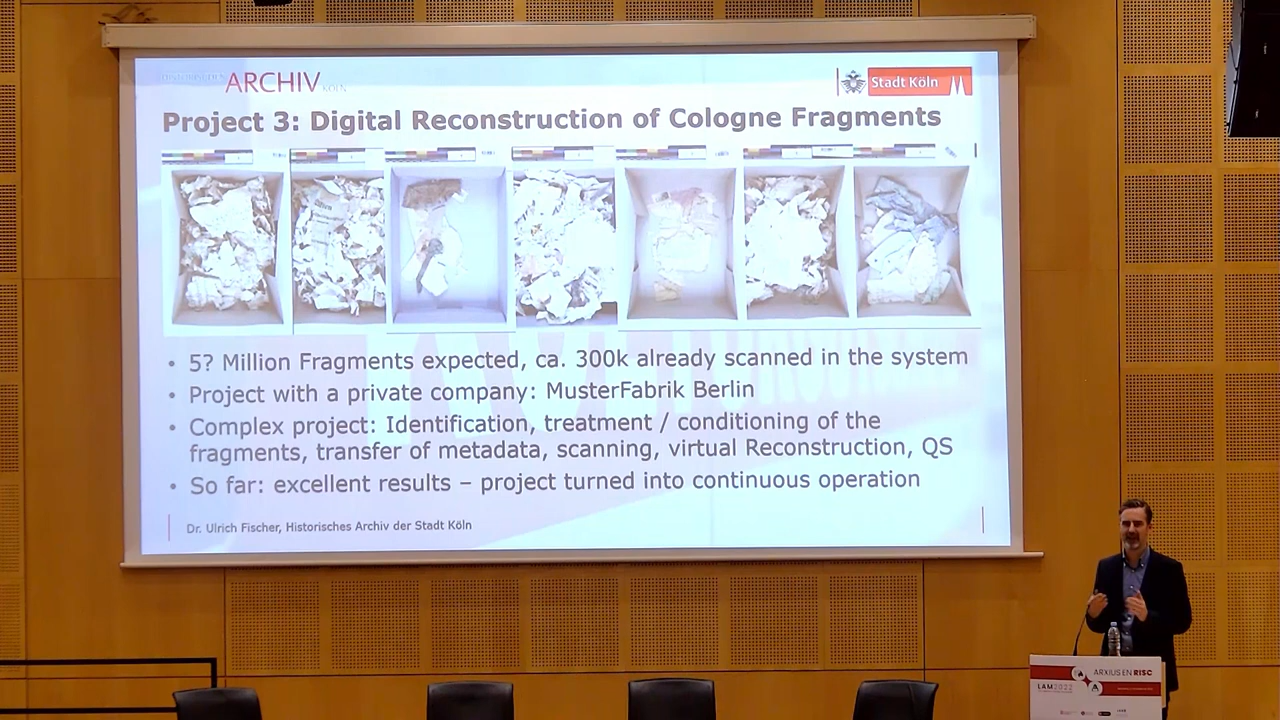 HISTORISCHES ARCHIV KÖLN
Stadt Köln
Project 3: Digital Reconstruction of Cologne Fragments
• 5? Million Fragments expected, ca. 300k already scanned in the system
• Project with a private company: MusterFabrik Berlin
• Complex project: Identification, treatment / conditioning of the
fragments, transfer of metadata, scanning, virtual Reconstruction, QS
• So far: excellent results – project turned into continuous operation
Dr. Ulrich Fischer, Historisches Archiv der Stadt Köln
ARXIUS EN RISC
LAM2022